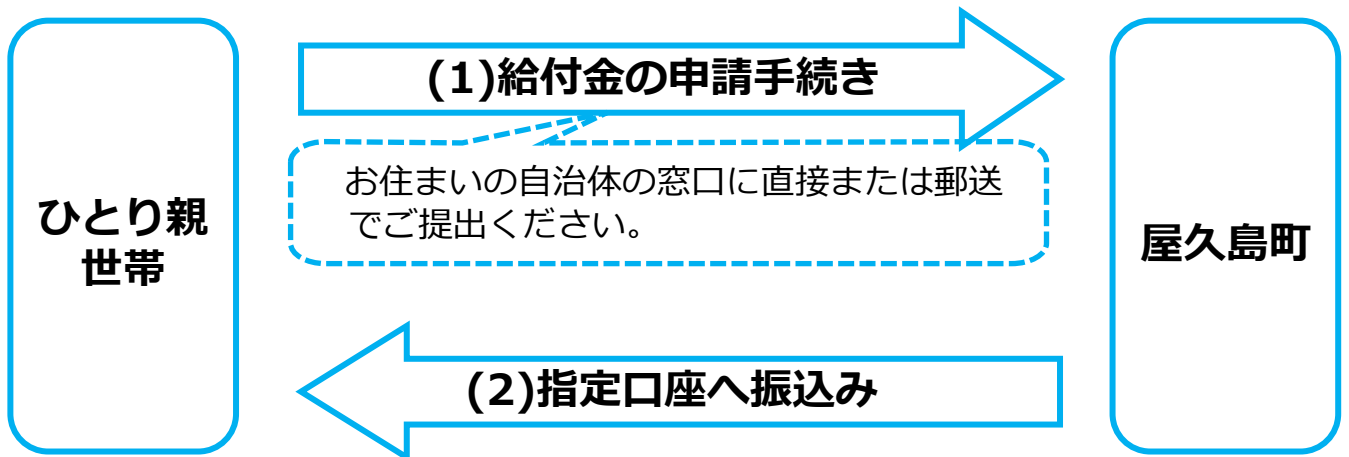 ひとり親
世帯
(1)給付金の申請手続き
お住まいの自治体の窓口に直接または郵送
でご提出ください。
(2)指定口座へ振込み
屋久島町